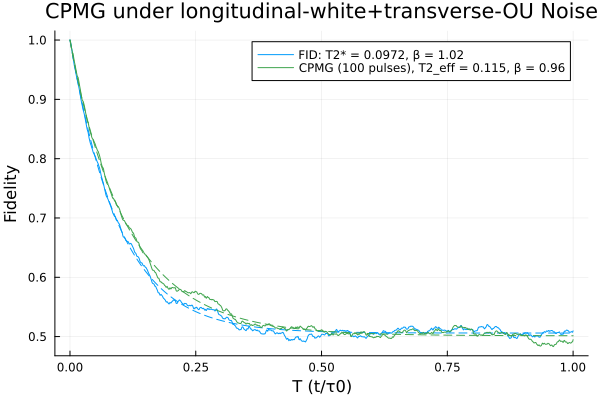 CPMG under longitudinal-white+transverse-OU Noise
FID: T2* = 0.0972, β = 1.02
CPMG (100 pulses), T2_eff = 0.115, β = 0.96
Fidelity
1.0
0.9
0.8
0.7
0.6
0.5
0.00
0.25
0.50
0.75
1.00
T (t/τ0)